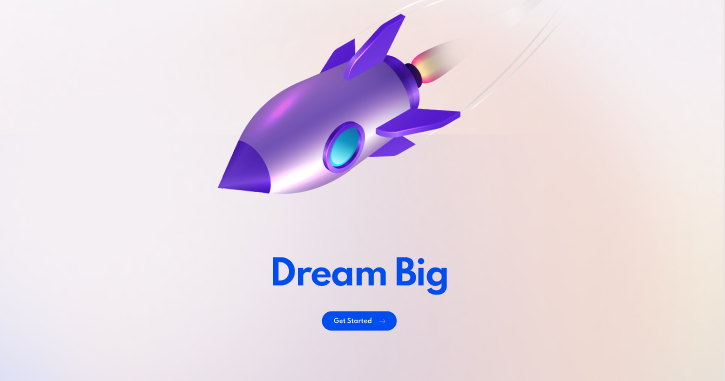 Dream Big
Get Started →